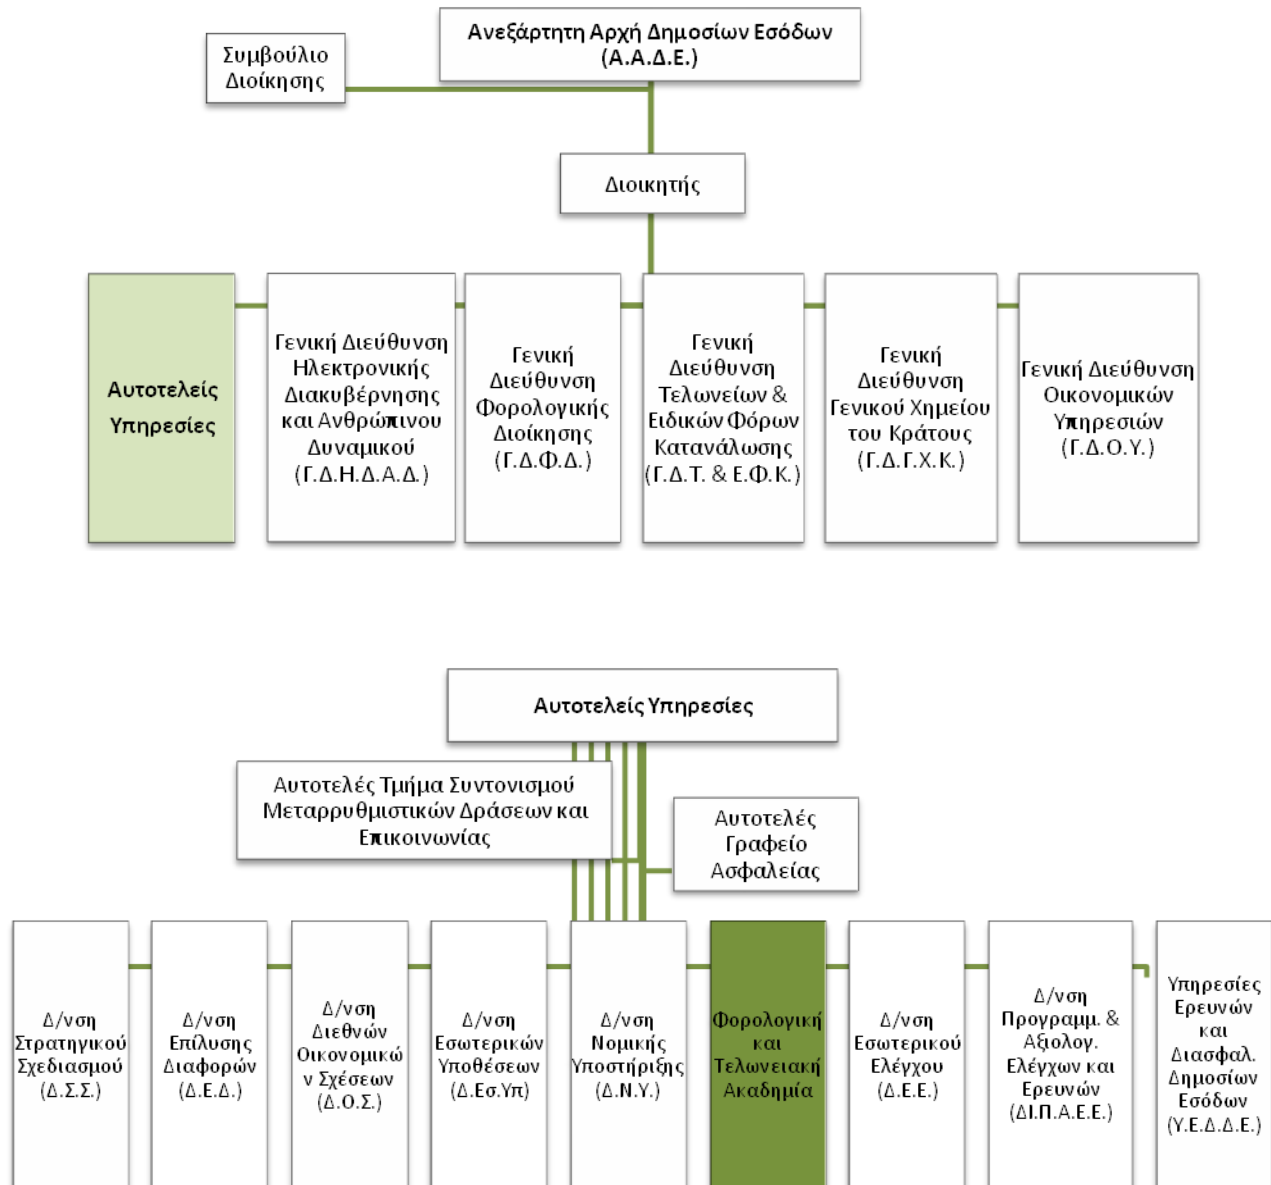 Ανεξάρτητη Αρχή Δημοσίων Εσόδων
(Α.Α.Δ.Ε.)
Συμβούλιο
Διοίκησης
Διοικητής
Αυτοτελείς
Υπηρεσίες
Γενική Διεύθυνση
Ηλεκτρονικής
Διακυβέρνησης
και Ανθρώπινου
Δυναμικού
(Γ.Δ.Η.Δ.Α.Δ.)
Γενική
Διεύθυνση
Φορολογικής
Διοίκησης
(Γ.Δ.Φ.Δ.)
Γενική
Διεύθυνση
Τελωνείων &
Ειδικών Φόρων
Κατανάλωσης
(Γ.Δ.Τ. & Ε.Φ.Κ.)
Γενική
Διεύθυνση
Γενικού Χημείου
του Κράτους
(Γ.Δ.Γ.Χ.Κ.)
Γενική Διεύθυνση
Οικονομικών
Υπηρεσιών
(Γ.Δ.Ο.Υ.)
Αυτοτελείς Υπηρεσίες
Αυτοτελές Τμήμα Συντονισμού
Μεταρρυθμιστικών Δράσεων και
Επικοινωνίας
Αυτοτελές
Γραφείο
Ασφαλείας
Δ/νση
Στρατηγικού
Σχεδιασμού
(Δ.Σ.Σ.)
Δ/νση
Επίλυσης
Διαφορών
(Δ.Ε.Δ.)
Δ/νση
Διεθνών
Οικονομικώ
ν Σχέσεων
(Δ.Ο.Σ.)
Δ/νση
Εσωτερικών
Υποθέσεων
(Δ.Εσ.Υπ)
Δ/νση
Νομικής
Υποστήριξης
(Δ.Ν.Υ.)
Φορολογική
και
Τελωνειακή
Ακαδημία
Δ/νση
Εσωτερικού
Ελέγχου
(Δ.Ε.Ε.)
Δ/νση
Προγραμμ. &
Αξιολογ.
Ελέγχων και
Ερευνών
(ΔΙ.Π.Α.Ε.Ε.)
Υπηρεσίες
Ερευνών
και
Διασφαλ.
Δημοσίων
Εσόδων
(Υ.Ε.Δ.Δ.Ε.)